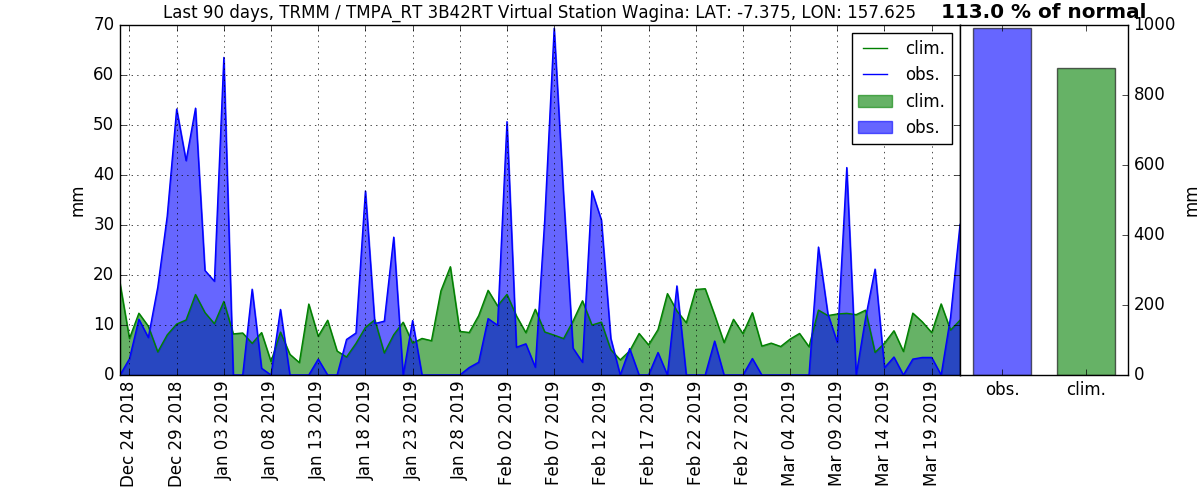 Last 90 days, TRMM / TMPA_RT 3B42RT Virtual Station Wagina: LAT: -7.375, LON: 157.625
113.0 % of normal
clim.
obs.
clim.
obs.
mm
70
60
50
40
30
20
10
0
Dec 24 2018
Dec 29 2018
Jan 03 2019
Jan 08 2019
Jan 13 2019
Jan 18 2019
Jan 23 2019
Jan 28 2019
Feb 02 2019
Feb 07 2019
Feb 12 2019
Feb 17 2019
Feb 22 2019
Feb 27 2019
Mar 04 2019
Mar 09 2019
Mar 14 2019
Mar 19 2019
obs.
clim.
1000
800
600
400
200
0
mm